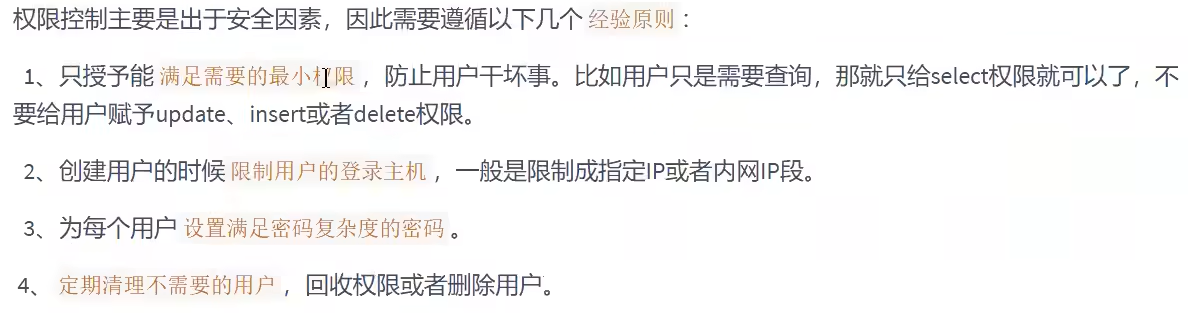 权限控制主要是出于安全因素，因此需要遵循以下几个 经验原则 ：
1、只授予能 满足需要的最小权限 ，防止用户干坏事。比如用户只是需要查询，那就只给select权限就可以了，不
要给用户赋予update、insert或者delete权限。
2、创建用户的时候 限制用户的登录主机 ，一般是限制成指定IP或者内网IP段。
3、为每个用户 设置满足密码复杂度的密码 。
4、 定期清理不需要的用户 ，回收权限或者删除用户。